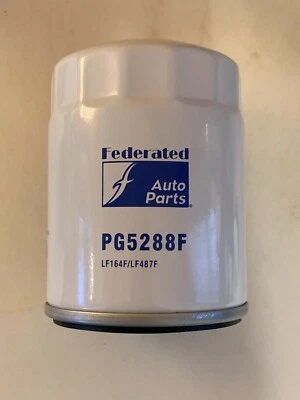 Federated
Auto
Parts
PG5288F
LF164F/LF487F